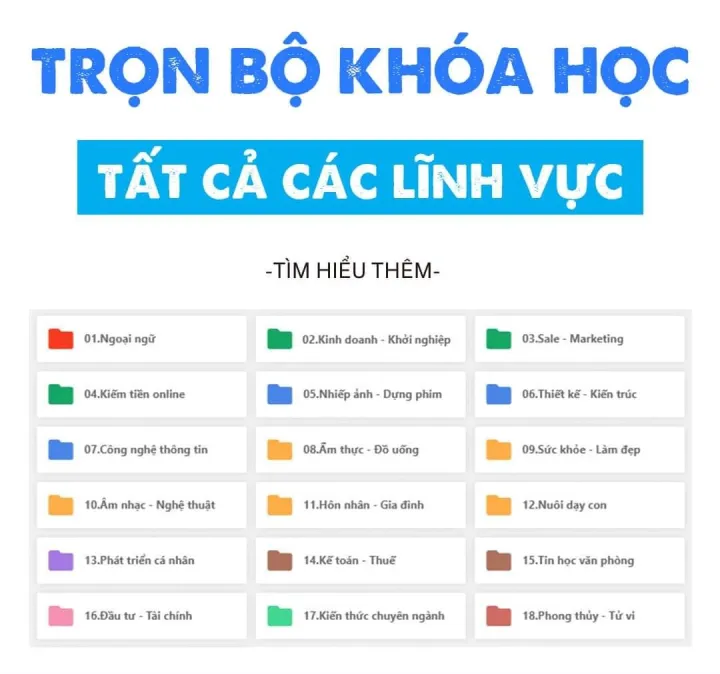 TRỌN BỘ KHÓA HỌC
TẤT CẢ CÁC LĨNH VỰC
-TÌM HIỂU THÊM-
01.Ngoại ngữ
02.Kinh doanh - Khởi nghiệp
03.Sale - Marketing
04.Kiếm tiền online
05.Nhiếp ảnh - Dựng phim
06.Thiết kế - Kiến trúc
07.Công nghệ thông tin
08.Ẩm thực - Đồ uống
09.Sức khỏe - Làm đẹp
10.Âm nhạc - Nghệ thuật
11.Hôn nhân - Gia đình
12.Nuôi dạy con
13.Phát triển cá nhân
14.Kế toán - Thuế
15.Tin học văn phòng
16.Đầu tư - Tài chính
17.Kiến thức chuyên ngành
18.Phong thủy - Tử vi